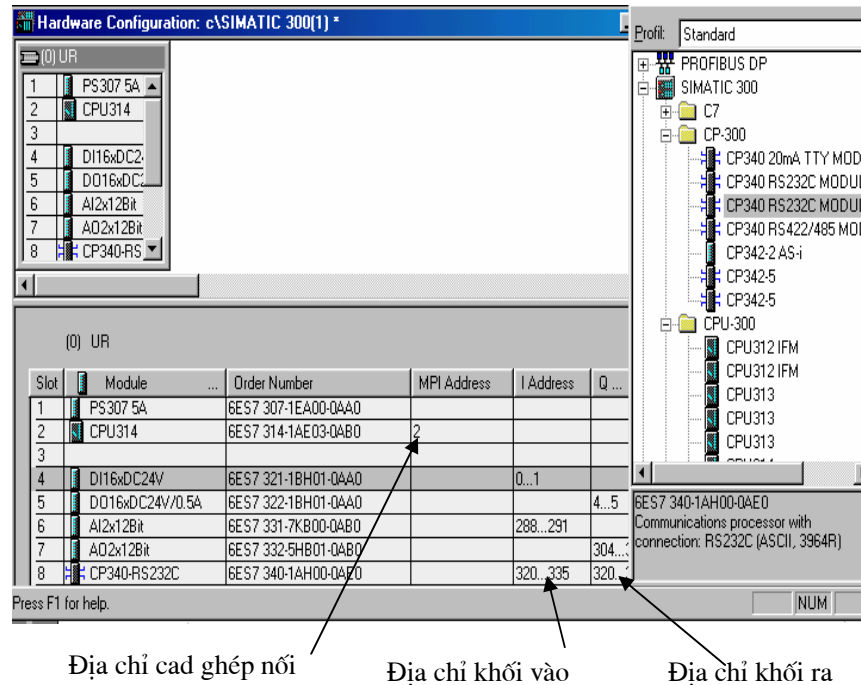 Hardware Configuration: c\SIMATIC 300(1) *
(0) UR
1 PS307 5A
2 CPU314
3
4 DI16xDC2
5 DO16xDC
6 AI2x12Bit
7 AO2x12Bit
8 CP340-RS
Profil: Standard
PROFIBUS DP
SIMATIC 300
C7
CP-300
CP340 20mA TTY MOD
CP340 RS232C MODUL
CP340 RS232C MODUL
CP340 RS422/485 MO
CP342-2 AS-i
CP342-5
CP342-5
CPU-300
CPU312 IFM
CPU312 IFM
CPU313
CPU313
CPU313
(0) UR
Slot Module ... Order Number MPI Address I Address Q ...
1 PS307 5A 6ES7 307-1EA00-0AA0
2 CPU314 6ES7 314-1AE03-0AB0 2
3
4 DI16xDC24V 6ES7 321-1BH01-0AA0 0...1
5 DO16xDC24V/0.5A 6ES7 322-1BH01-0AA0 4...5
6 AI2x12Bit 6ES7 331-7KB00-0AB0 288...291
7 AO2x12Bit 6ES7 332-5HB01-0AB0 304...
8 CP340-RS232C 6ES7 340-1AH00-0AE0 320...335 320...
6ES7 340-1AH00-0AE0
Communications processor with
connection: RS232C (ASCII, 3964R)
Press F1 for help.
NUM
Địa chỉ cad ghép nối
Địa chỉ khối vào
Địa chỉ khối ra